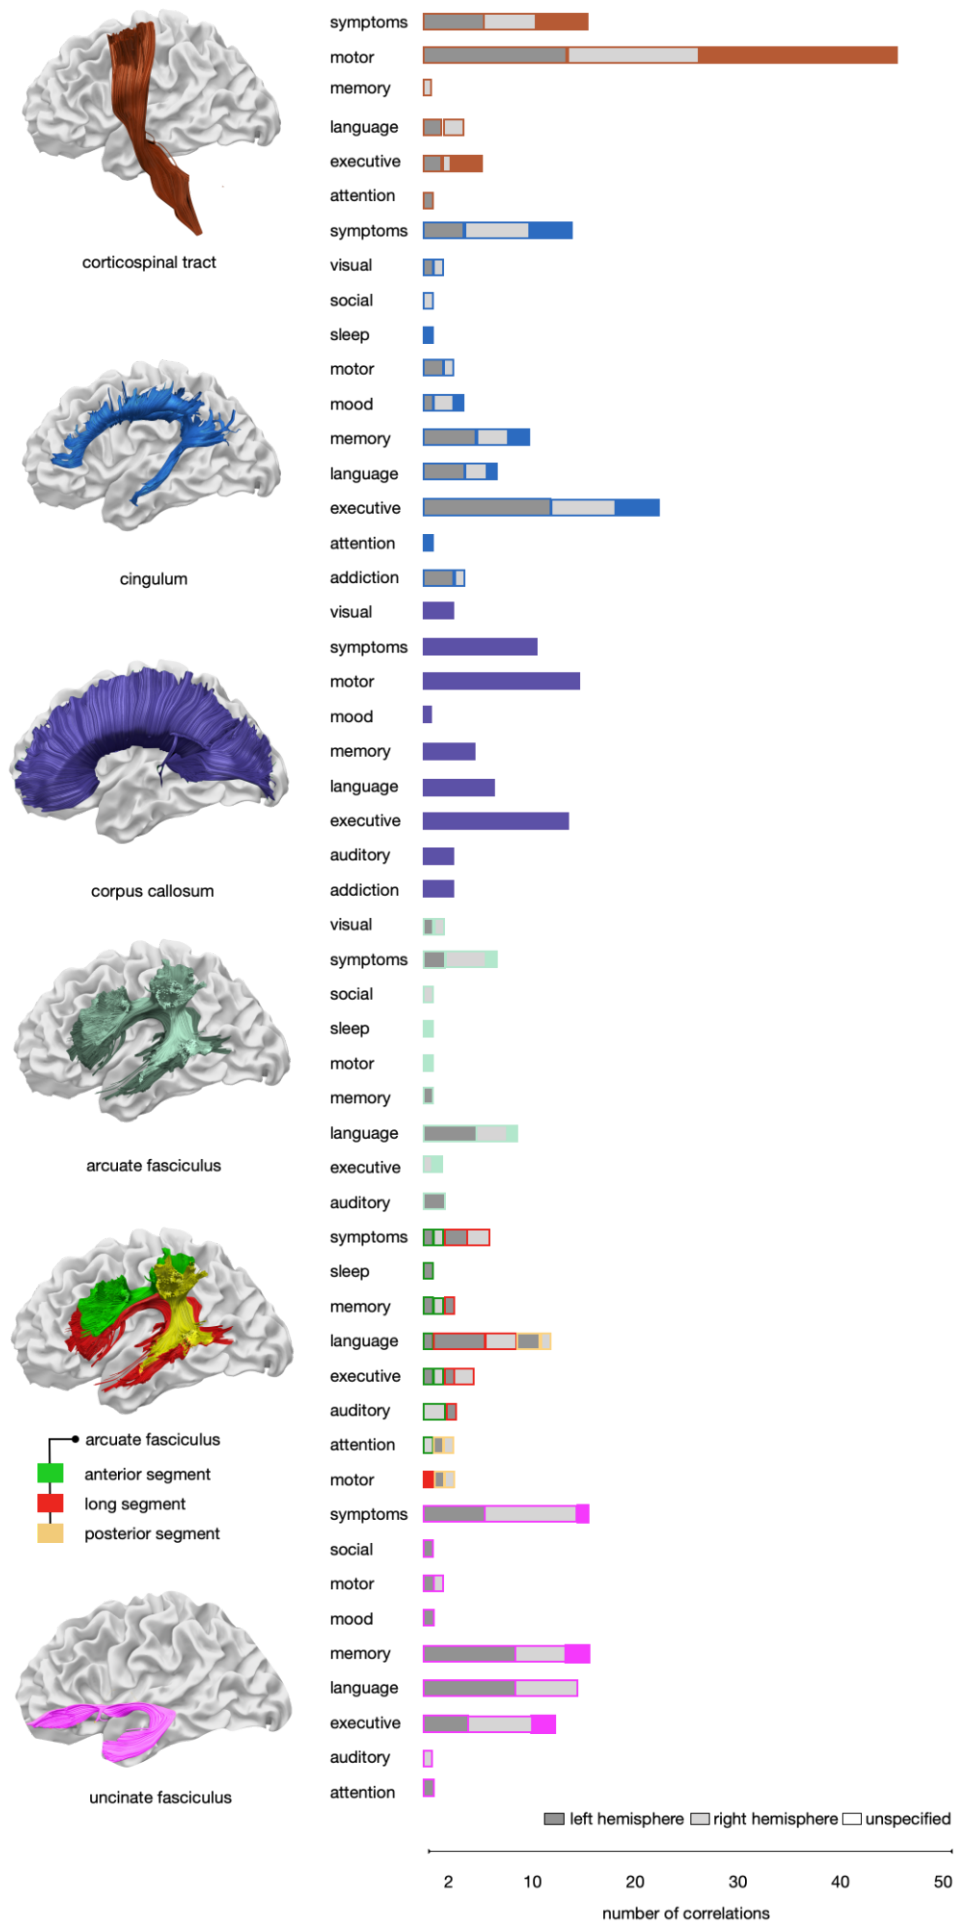 symptoms
motor
memory
language
executive
attention
corticospinal tract
symptoms
visual
social
sleep
motor
mood
memory
language
executive
attention
addiction
cingulum
visual
symptoms
motor
mood
memory
language
executive
auditory
addiction
corpus callosum
visual
symptoms
social
sleep
motor
memory
language
executive
auditory
arcuate fasciculus
symptoms
sleep
memory
language
executive
auditory
attention
motor
arcuate fasciculus
anterior segment
long segment
posterior segment
symptoms
social
motor
mood
memory
language
executive
auditory
attention
uncinate fasciculus
left hemisphere right hemisphere unspecified
2 10 20 30 40 50
number of correlations